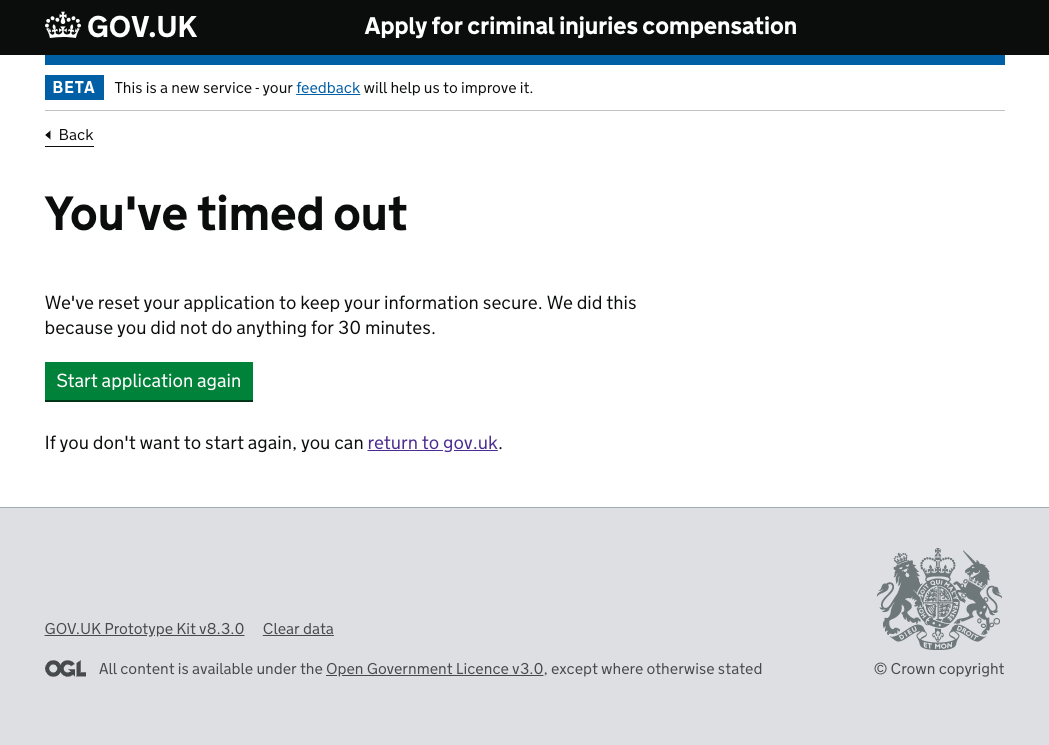 GOV.UK Apply for criminal injuries compensation
BETA This is a new service - your feedback will help us to improve it.
Back
You've timed out
We've reset your application to keep your information secure. We did this
because you did not do anything for 30 minutes.
Start application again
If you don't want to start again, you can return to gov.uk.
GOV.UK Prototype Kit v8.3.0 Clear data
DIEU ET MON DROIT
OGL All content is available under the Open Government Licence v3.0, except where otherwise stated
© Crown copyright